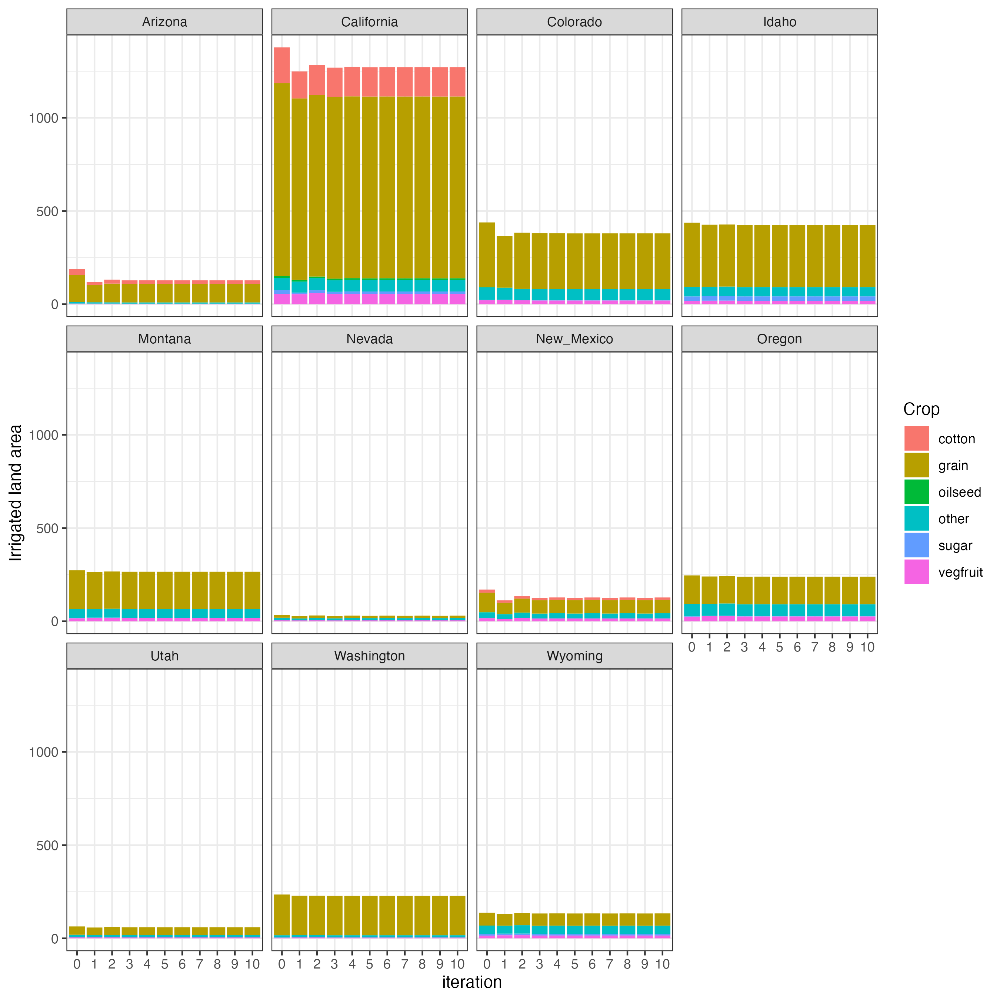 Arizona California Colorado Idaho
1000
500
0
Montana Nevada New_Mexico Oregon
1000
500
0
0 1 2 3 4 5 6 7 8 9 10
Utah Washington Wyoming
1000
500
0
0 1 2 3 4 5 6 7 8 9 10 0 1 2 3 4 5 6 7 8 9 10 0 1 2 3 4 5 6 7 8 9 10
iteration
Irrigated land area
Crop
cotton
grain
oilseed
other
sugar
vegfruit